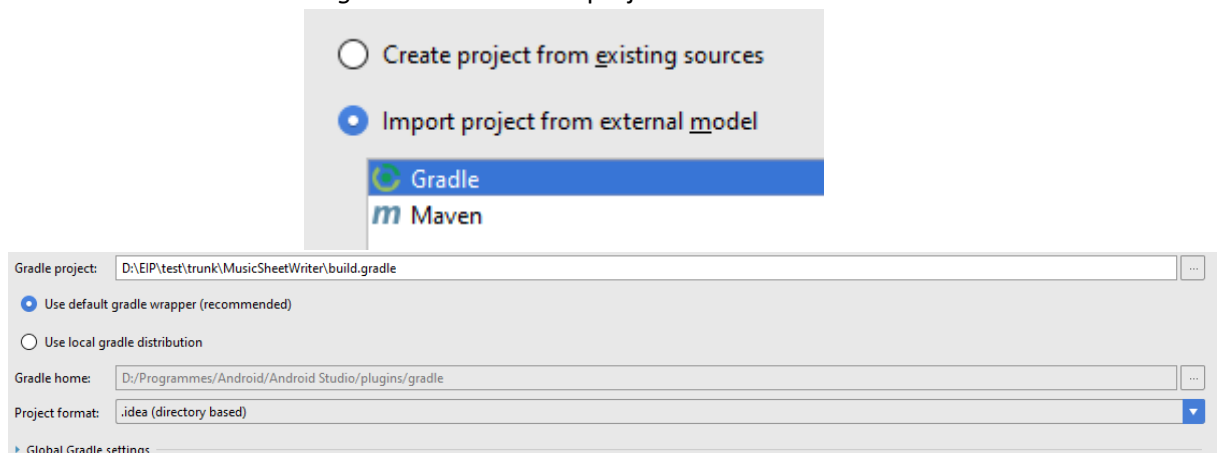 Create project from existing sources
Import project from external model
Gradle
Maven
Gradle project: D:\EIP\test\trunk\MusicSheetWriter\build.gradle ...
Use default gradle wrapper (recommended)
Use local gradle distribution
Gradle home: D:/Programmes/Android/Android Studio/plugins/gradle ...
Project format: .idea (directory based)
Global Gradle settings